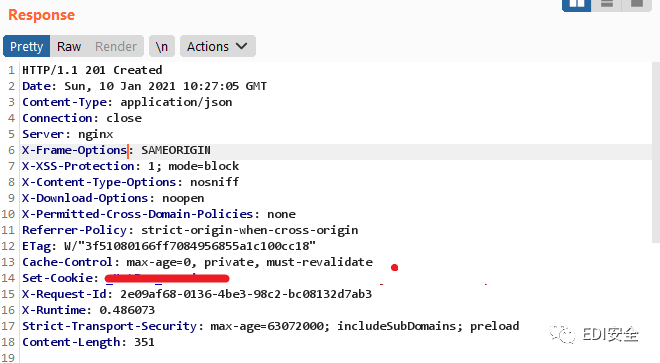 Response
Pretty Raw Render \n Actions
1 HTTP/1.1 201 Created
2 Date: Sun, 10 Jan 2021 10:27:05 GMT
3 Content-Type: application/json
4 Connection: close
5 Server: nginx
6 X-Frame-Options: SAMEORIGIN
7 X-XSS-Protection: 1; mode=block
8 X-Content-Type-Options: nosniff
9 X-Download-Options: noopen
10 X-Permitted-Cross-Domain-Policies: none
11 Referrer-Policy: strict-origin-when-cross-origin
12 ETag: W/"3f51080166ff7084956855a1c100cc18"
13 Cache-Control: max-age=0, private, must-revalidate
14 Set-Cookie:
15 X-Request-Id: 2e09af68-0136-4be3-98c2-bc08132d7ab3
16 X-Runtime: 0.486073
17 Strict-Transport-Security: max-age=63072000; includeSubDomains; preload
18 Content-Length: 351
19
EDI安全